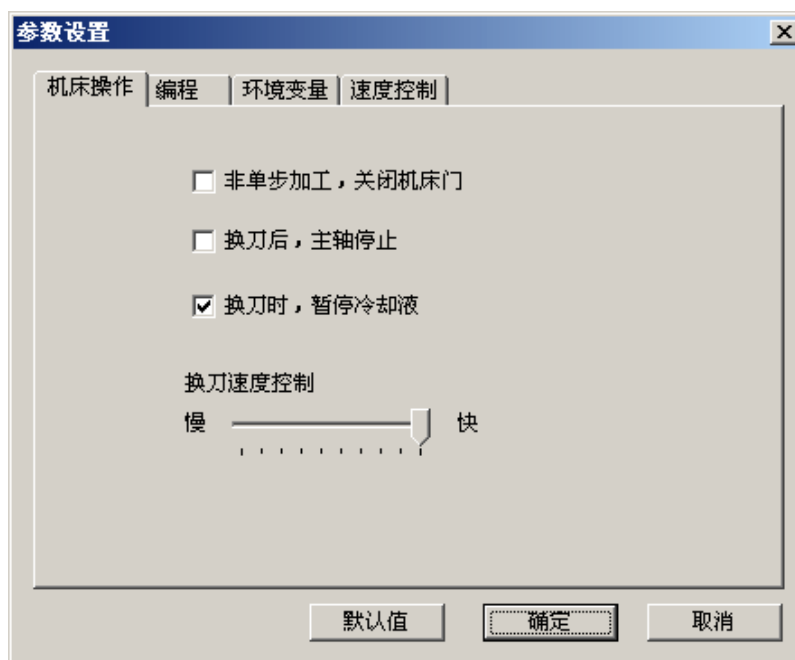 参数设置
机床操作 编程 环境变量 速度控制
非单步加工，关闭机床门
换刀后，主轴停止
换刀时，暂停冷却液
换刀速度控制
慢 快
默认值 确定 取消